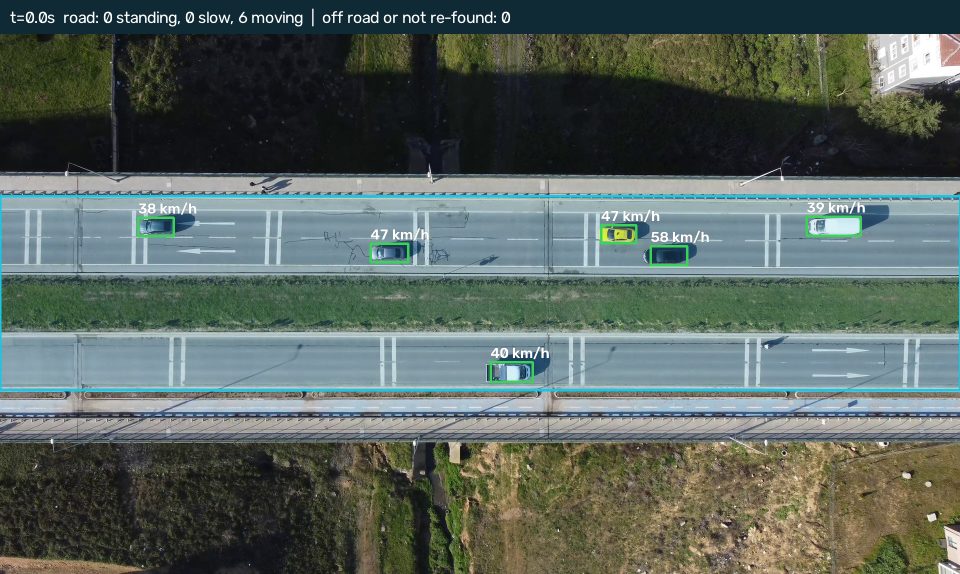 t=0.0s road: 0 standing, 0 slow, 6 moving | off road or not re-found: 0
38 km/h
39 km/h
47 km/h
47 km/h
58 km/h
40 km/h